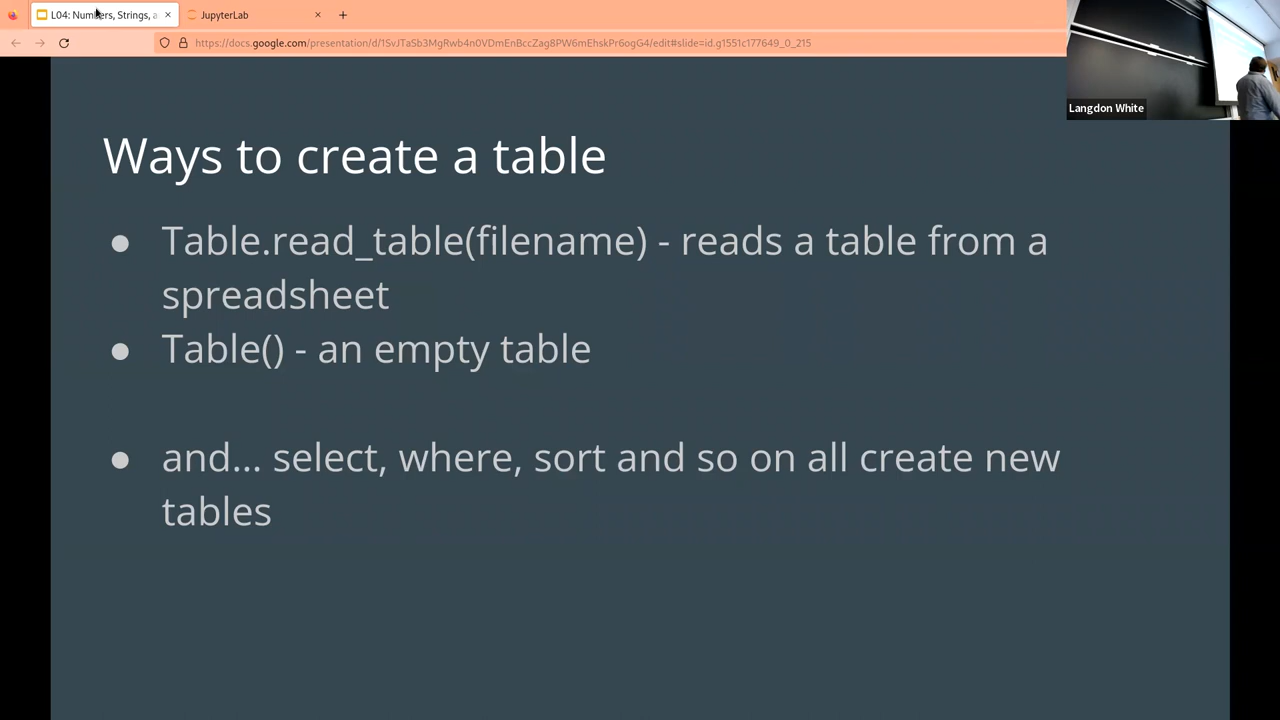 L04: Numbers, Strings, a
JupyterLab
https://docs.google.com/presentation/d/1SvJTaSb3MgRwb4n0VDmEnBccZag8PW6mEhskPr6ogG4/edit#slide=id.g1551c177649_0_215
Langdon White
Ways to create a table
● Table.read_table(filename) - reads a table from a
spreadsheet
● Table() - an empty table
● and... select, where, sort and so on all create new
tables